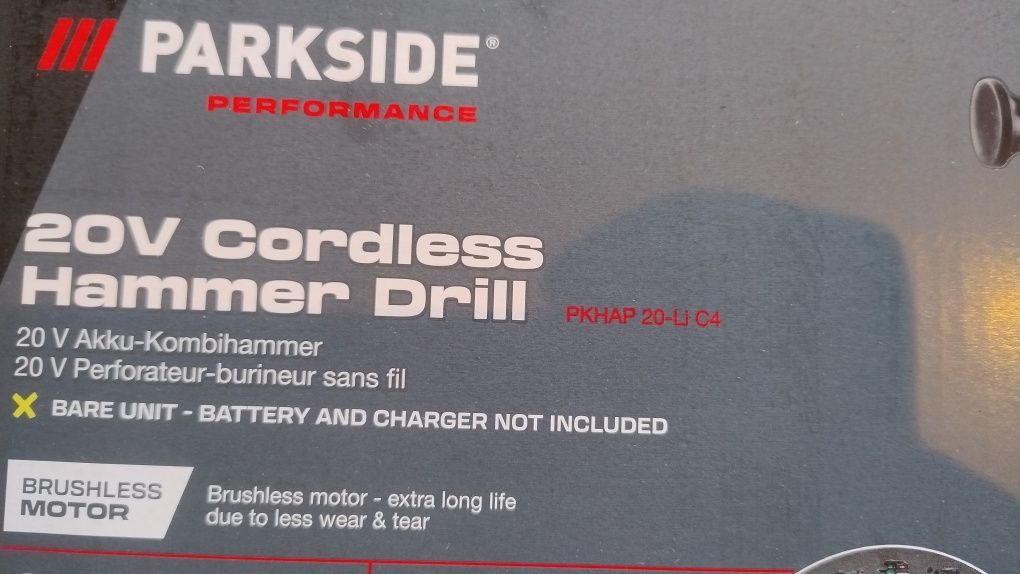 PARKSIDE®
PERFORMANCE
20V Cordless
Hammer Drill
PKHAP 20-Li C4
20 V Akku-Kombihammer
20 V Perforateur-burineur sans fil
BARE UNIT - BATTERY AND CHARGER NOT INCLUDED
BRUSHLESS
MOTOR
Brushless motor - extra long life
due to less wear & tear